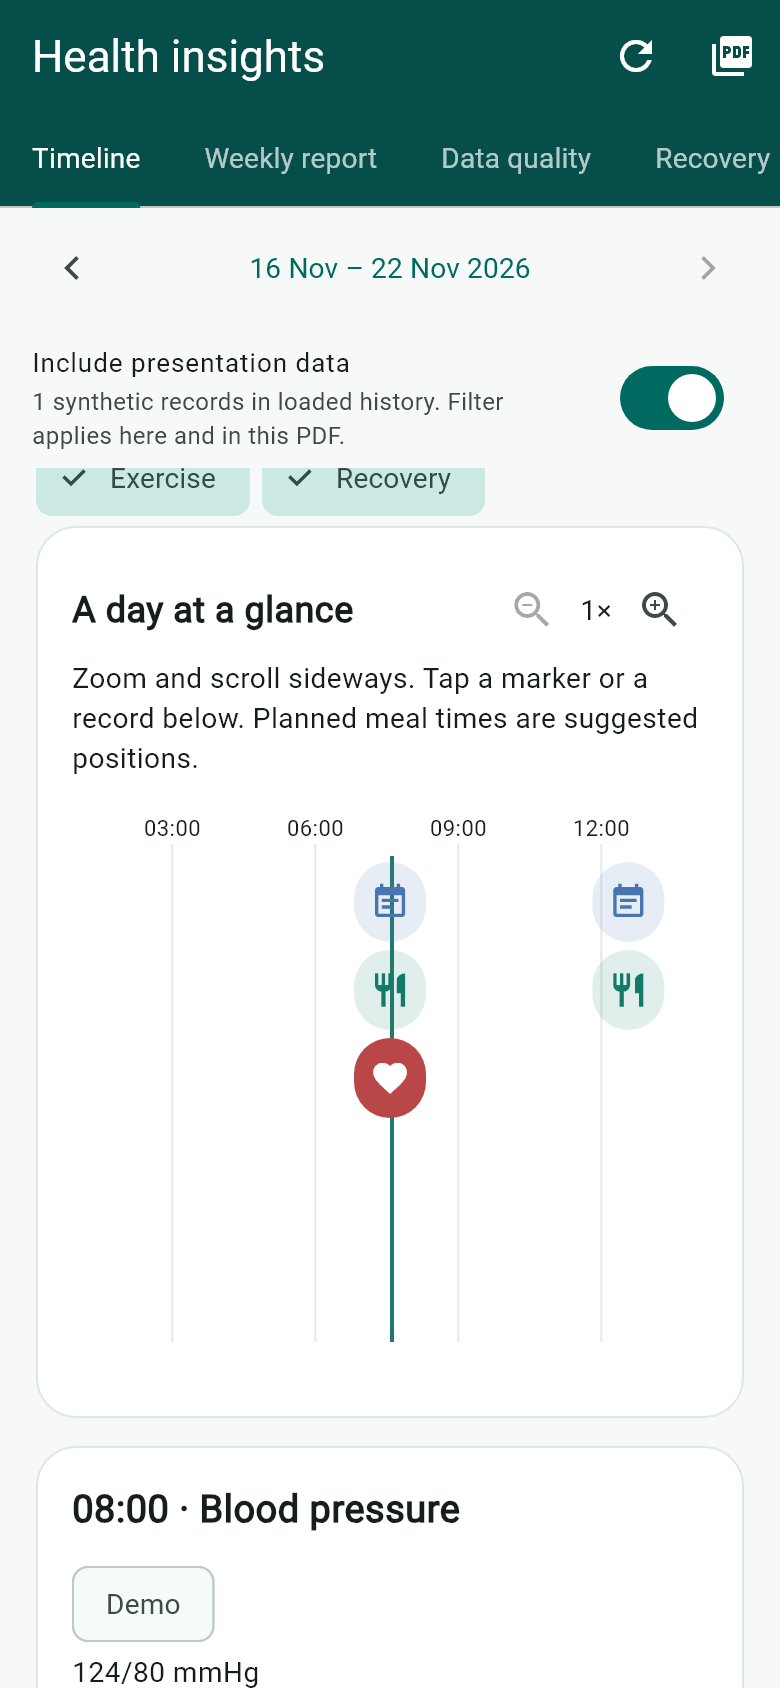 Health insights
PDF
Timeline
Weekly report
Data quality
Recovery
16 Nov – 22 Nov 2026
Include presentation data
1 synthetic records in loaded history. Filter
applies here and in this PDF.
Exercise
Recovery
A day at a glance
1×
Zoom and scroll sideways. Tap a marker or a
record below. Planned meal times are suggested
positions.
03:00
06:00
09:00
12:00
08:00 · Blood pressure
Demo
124/80 mmHg